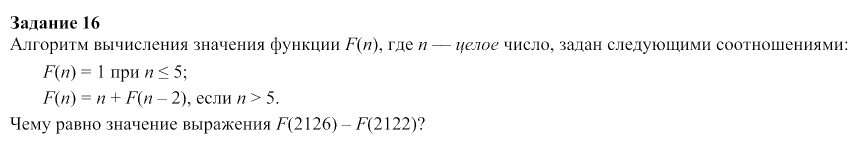 Задание 16
Алгоритм вычисления значения функции F(n), где n — целое число, задан следующими соотношениями:
F(n) = 1 при n ≤ 5;
F(n) = n + F(n – 2), если n > 5.
Чему равно значение выражения F(2126) – F(2122)?